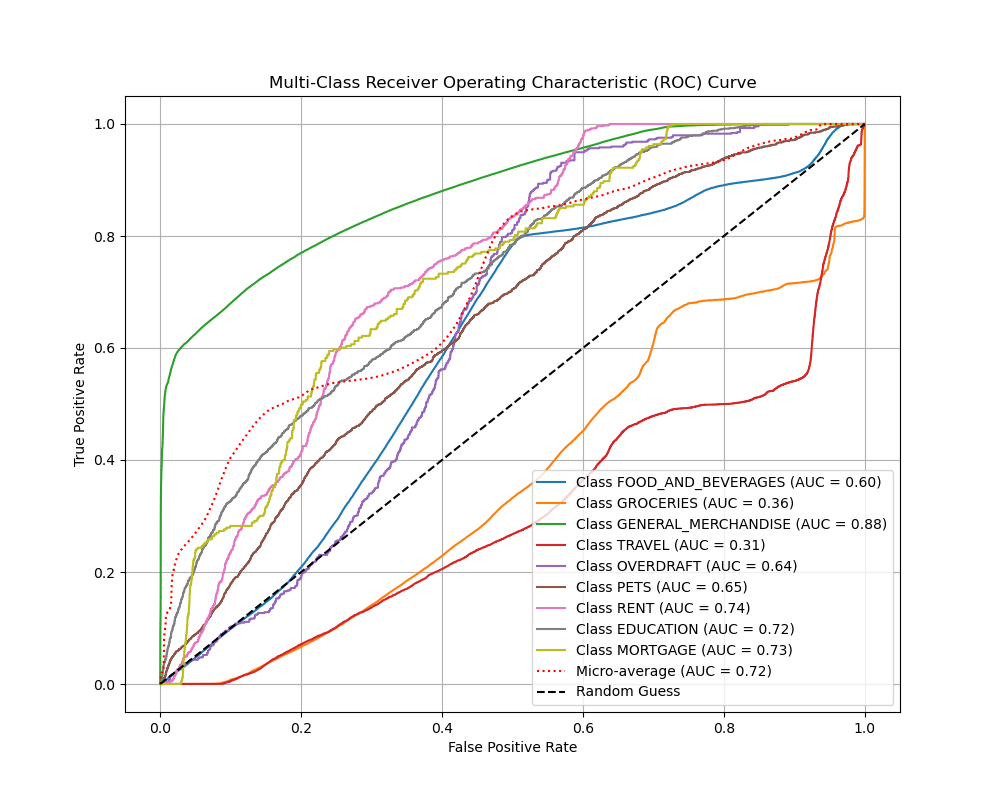 Multi-Class Receiver Operating Characteristic (ROC) Curve
1.0
0.8
0.6
0.4
0.2
0.0
True Positive Rate
Class FOOD_AND_BEVERAGES (AUC = 0.60)
Class GROCERIES (AUC = 0.36)
Class GENERAL_MERCHANDISE (AUC = 0.88)
Class TRAVEL (AUC = 0.31)
Class OVERDRAFT (AUC = 0.64)
Class PETS (AUC = 0.65)
Class RENT (AUC = 0.74)
Class EDUCATION (AUC = 0.72)
Class MORTGAGE (AUC = 0.73)
Micro-average (AUC = 0.72)
Random Guess
0.0 0.2 0.4 0.6 0.8 1.0
False Positive Rate